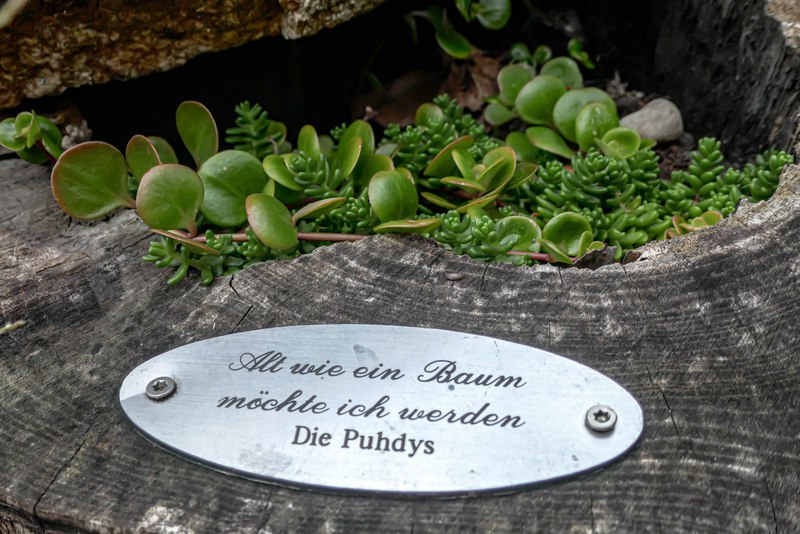 Alt wie ein Baum
möchte ich werden
Die Puhdys